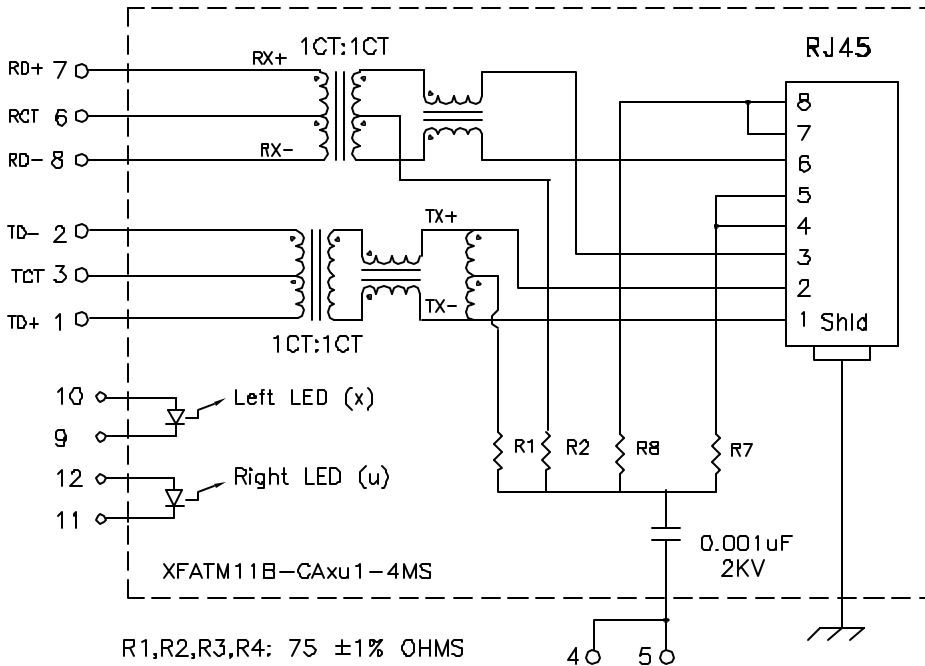 1CT:1CT
RJ45
RD+ 7
RX+
8
RCT 6
7
RD- 8
RX-
6
5
TD- 2
TX+
4
TCT 3
3
2
TX-
TD+ 1
1 Shld
1CT:1CT
10
Left LED (x)
9
R1
R2
R8
R7
12
Right LED (u)
11
0.001uF
2KV
XFATM11B-CAxu1-4MS
R1,R2,R3,R4: 75 ±1% OHMS
4
5